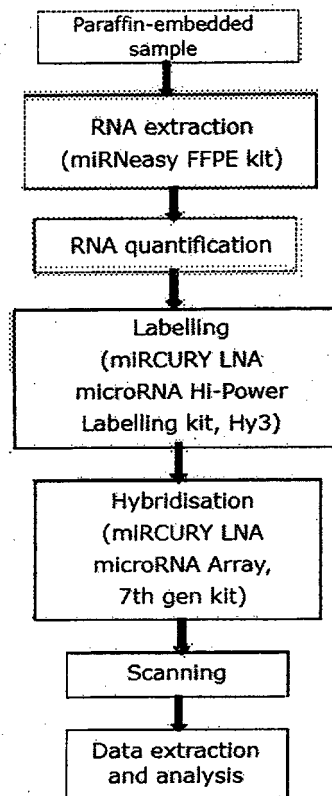 Paraffin-embedded
sample
RNA extraction
(miRNeasy FFPE kit)
RNA quantification
Labelling
(miRCURY LNA
microRNA Hi-Power
Labelling kit, Hy3)
Hybridisation
(miRCURY LNA
microRNA Array,
7th gen kit)
Scanning
Data extraction
and analysis